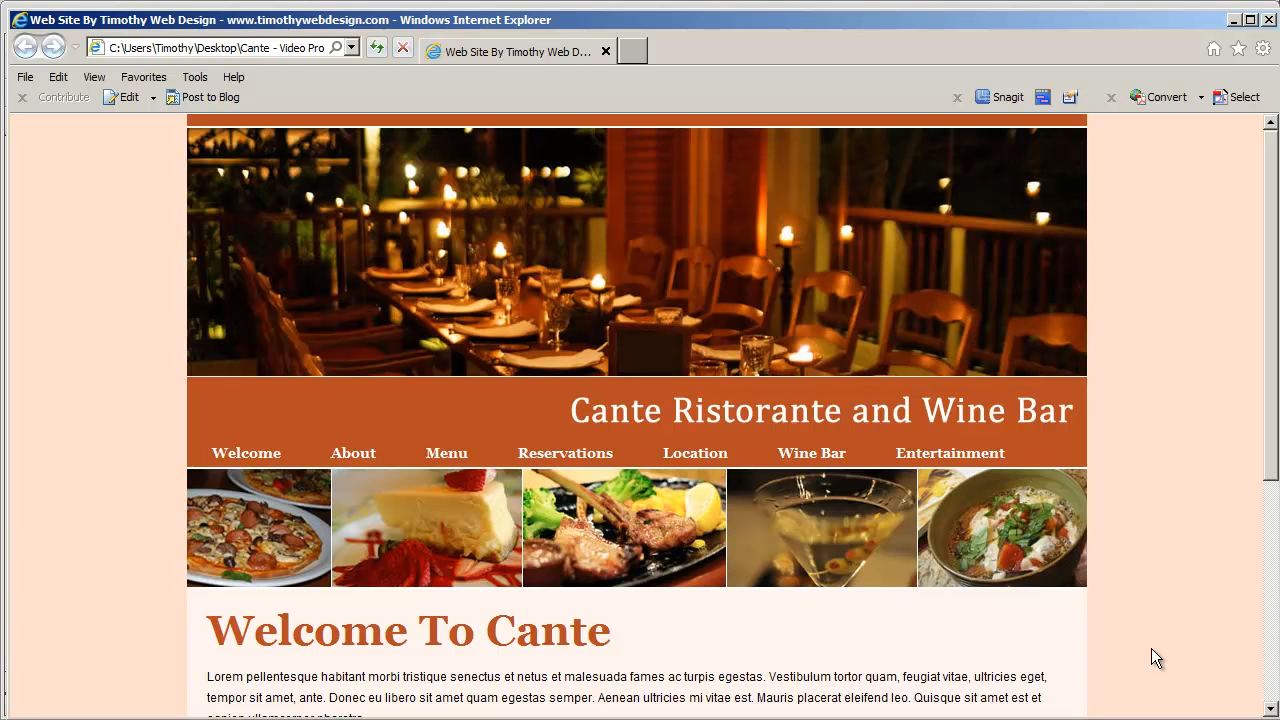 Web Site By Timothy Web Design - www.timothywebdesign.com - Windows Internet Explorer
C:\Users\Timothy\Desktop\Cante - Video Pro
Web Site By Timothy Web D...
File Edit View Favorites Tools Help
Contribute Edit Post to Blog Snagit Convert Select
Cante Ristorante and Wine Bar
Welcome About Menu Reservations Location Wine Bar Entertainment
Welcome To Cante
Lorem pellentesque habitant morbi tristique senectus et netus et malesuada fames ac turpis egestas. Vestibulum tortor quam, feugiat vitae, ultricies eget,
tempor sit amet, ante. Donec eu libero sit amet quam egestas semper. Aenean ultricies mi vitae est. Mauris placerat eleifend leo. Quisque sit amet est et